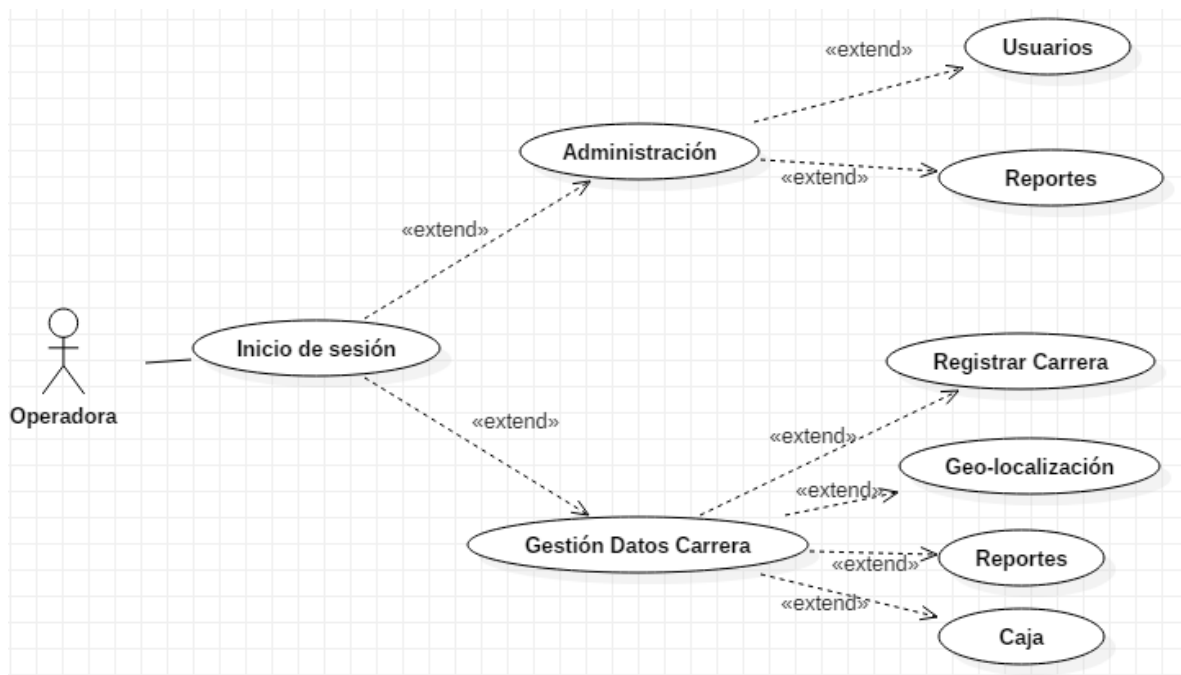 «extend»
Usuarios
Administración
«extend»
Reportes
«extend»
Inicio de sesión
Operadora
«extend»
Registrar Carrera
«extend»
Geo-localización
«extend»
Gestión Datos Carrera
«extend»
Reportes
«extend»
Caja